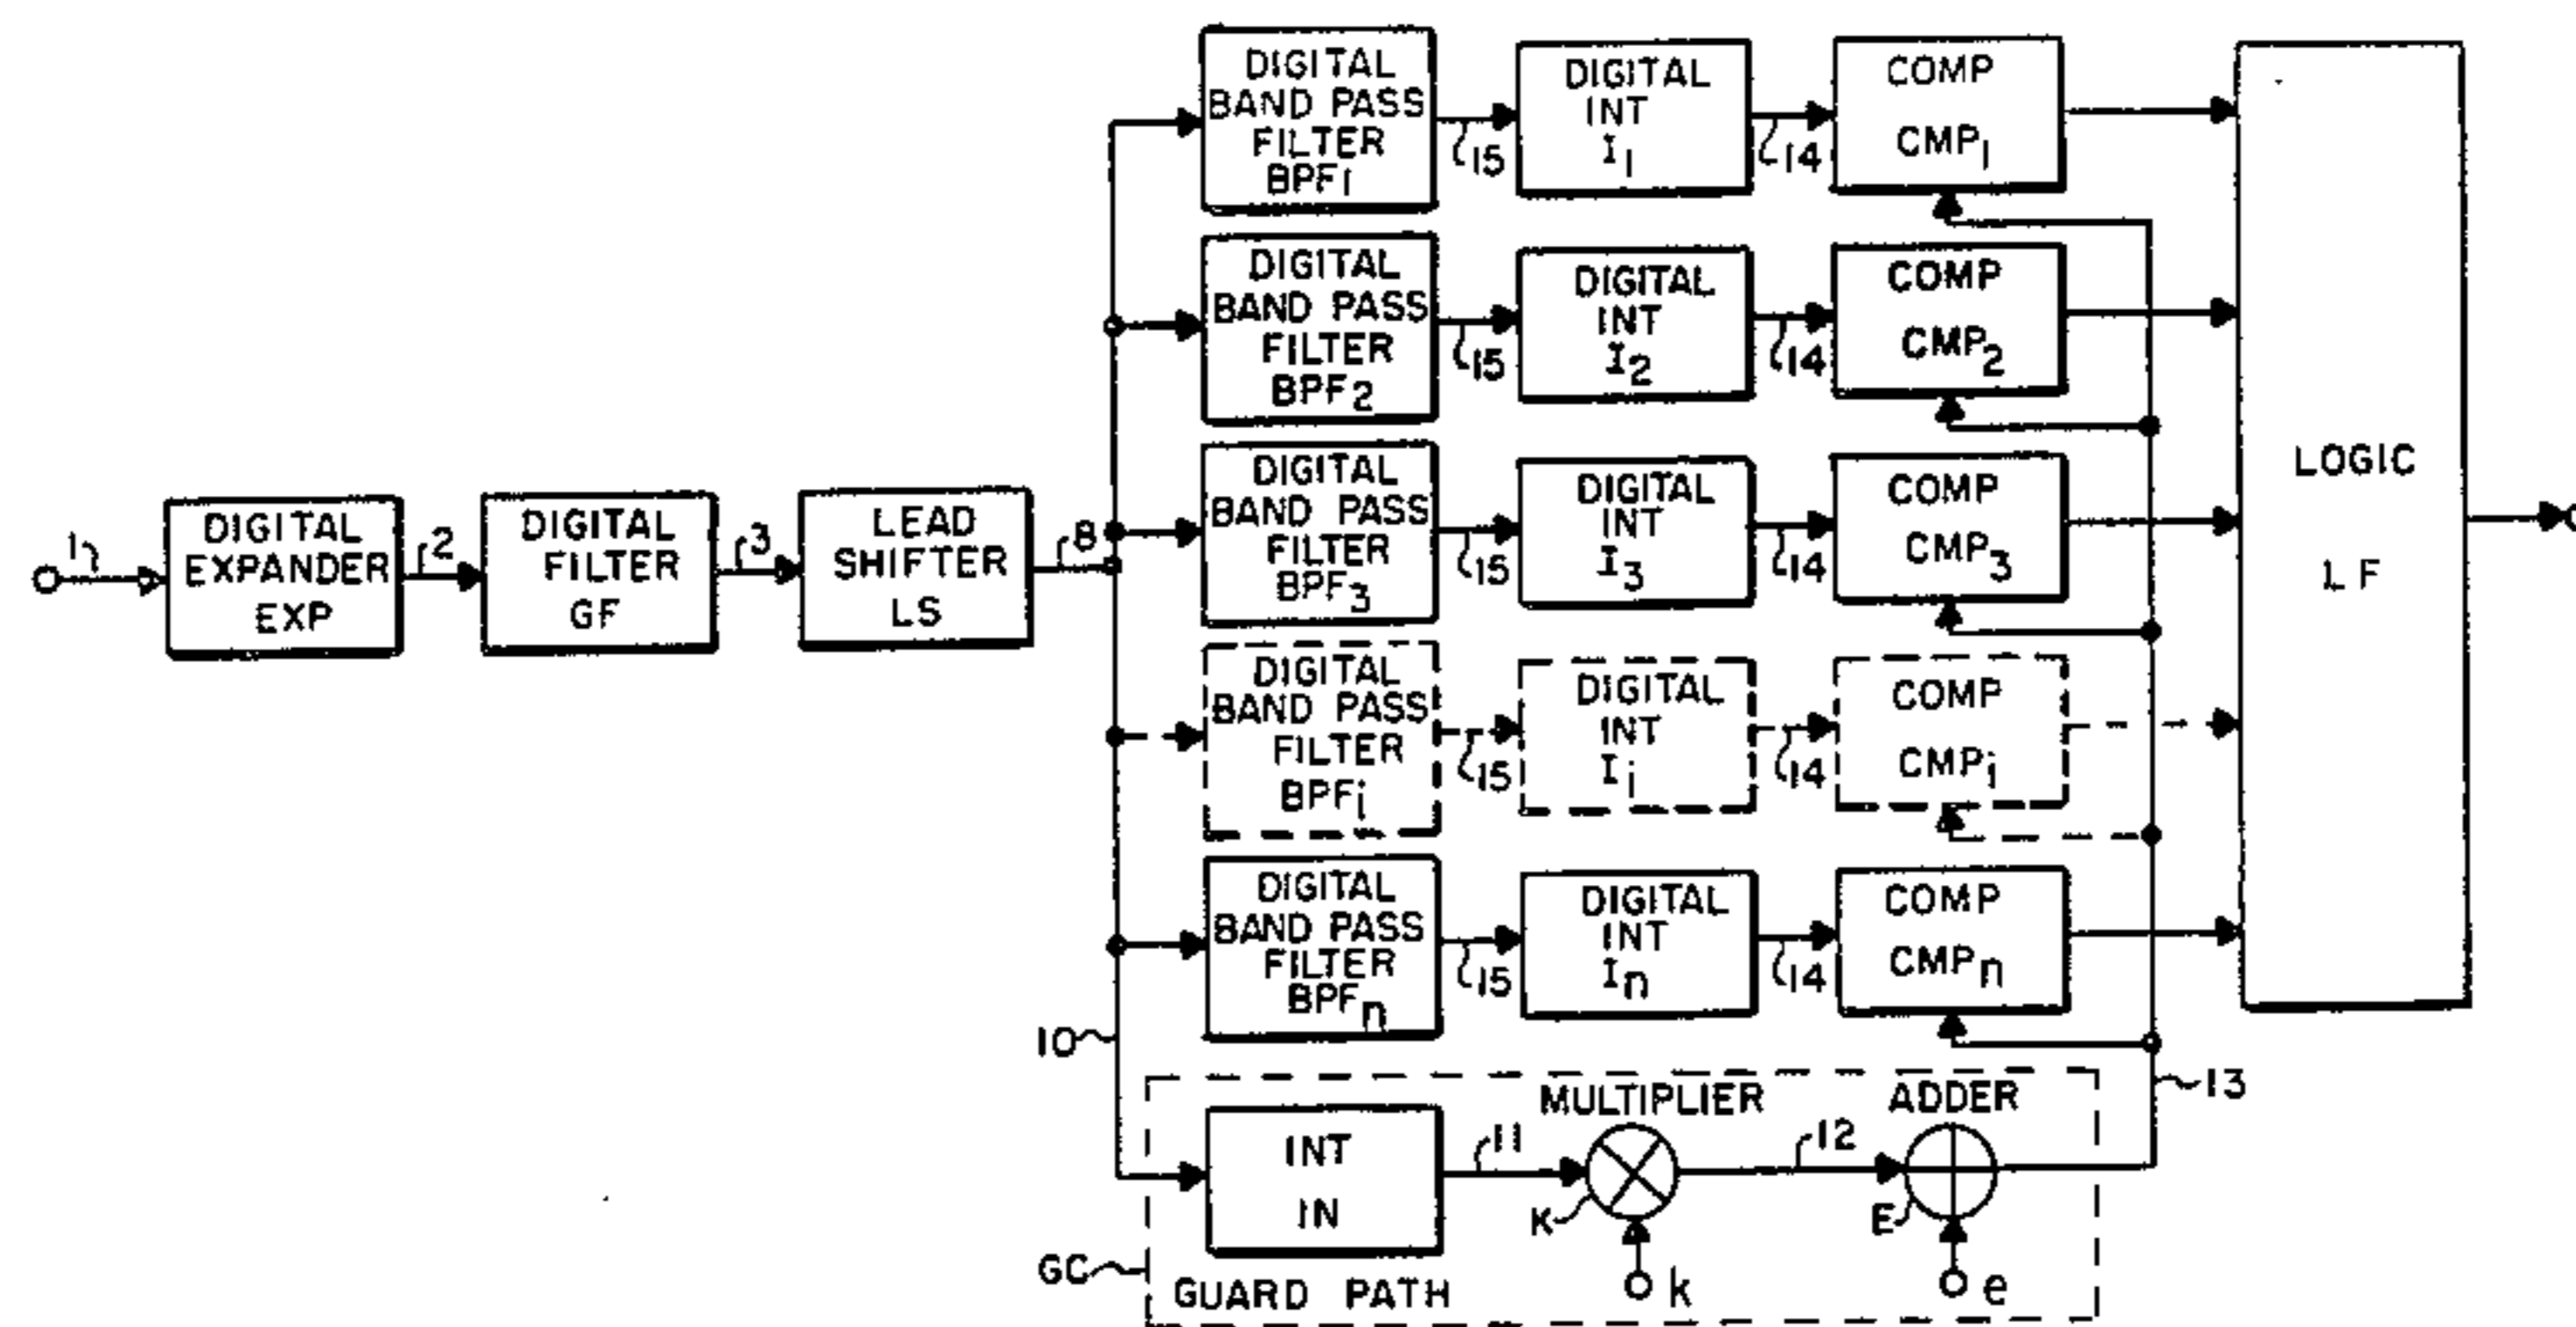 1
DIGITAL
EXPANDER
EXP
2
DIGITAL
FILTER
GF
3
LEAD
SHIFTER
LS
8
DIGITAL
BAND PASS
FILTER
BPF1
15
DIGITAL
INT
I1
14
COMP
CMP1
DIGITAL
BAND PASS
FILTER
BPF2
15
DIGITAL
INT
I2
14
COMP
CMP2
DIGITAL
BAND PASS
FILTER
BPF3
15
DIGITAL
INT
I3
14
COMP
CMP3
DIGITAL
BAND PASS
FILTER
BPFi
15
DIGITAL
INT
Ii
14
COMP
CMPi
DIGITAL
BAND PASS
FILTER
BPFn
15
DIGITAL
INT
In
14
COMP
CMPn
LOGIC
LF
10
13
MULTIPLIER
ADDER
INT
IN
11
12
K
E
GC
GUARD PATH
k
e